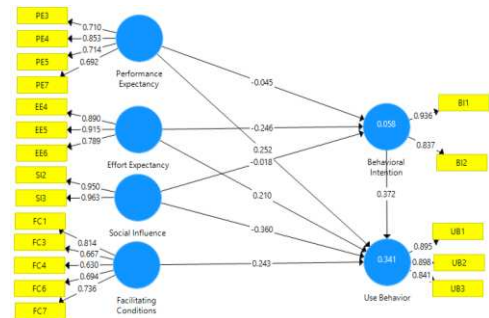 PE3
0.710
PE4
0.853
PE5
0.714
PE7
0.692
Performance
Expectancy
-0.045
EE4
0.890
EE5
0.915
EE6
0.789
Effort Expectancy
-0.246
0.252
-0.018
0.210
SI2
0.950
SI3
0.963
Social Influence
-0.360
FC1
0.814
FC3
0.667
FC4
0.630
FC6
0.694
FC7
0.736
Facilitating
Conditions
0.243
0.058
Behavioral
Intention
0.936
BI1
0.837
BI2
0.372
0.341
Use Behavior
0.895
UB1
0.898
UB2
0.841
UB3